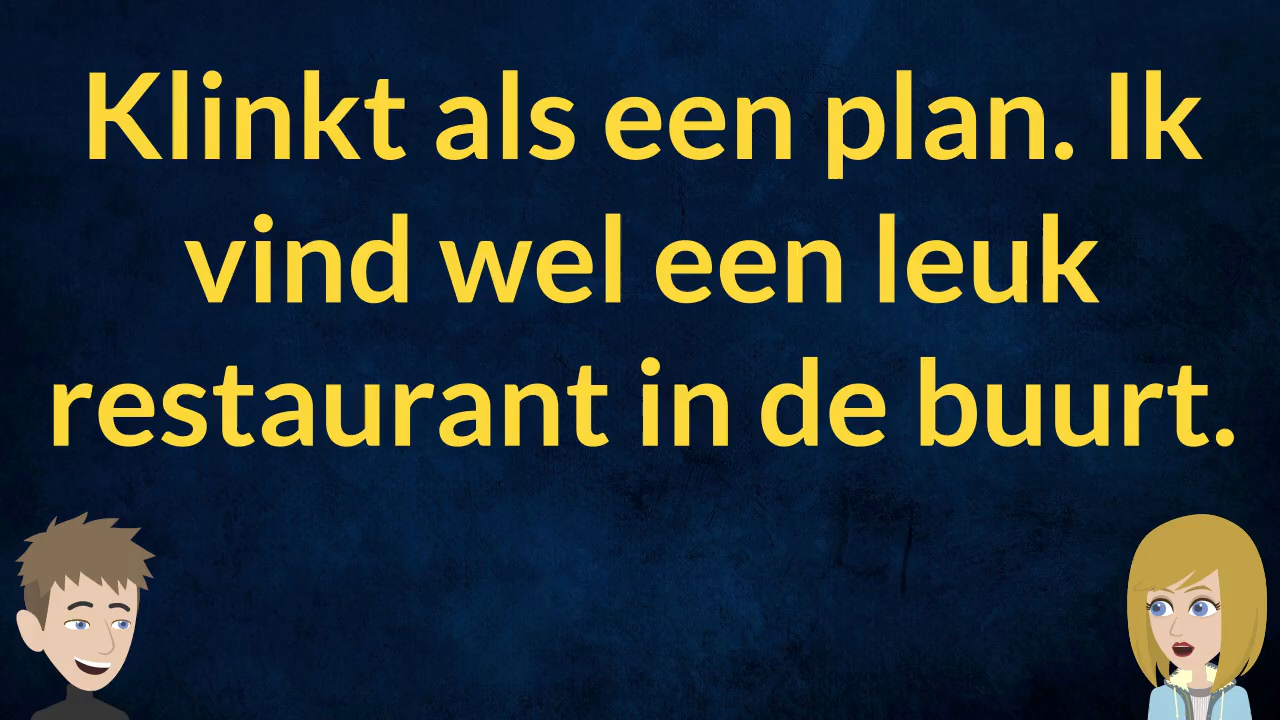 Klinkt als een plan. Ik
vind wel een leuk
restaurant in de buurt.